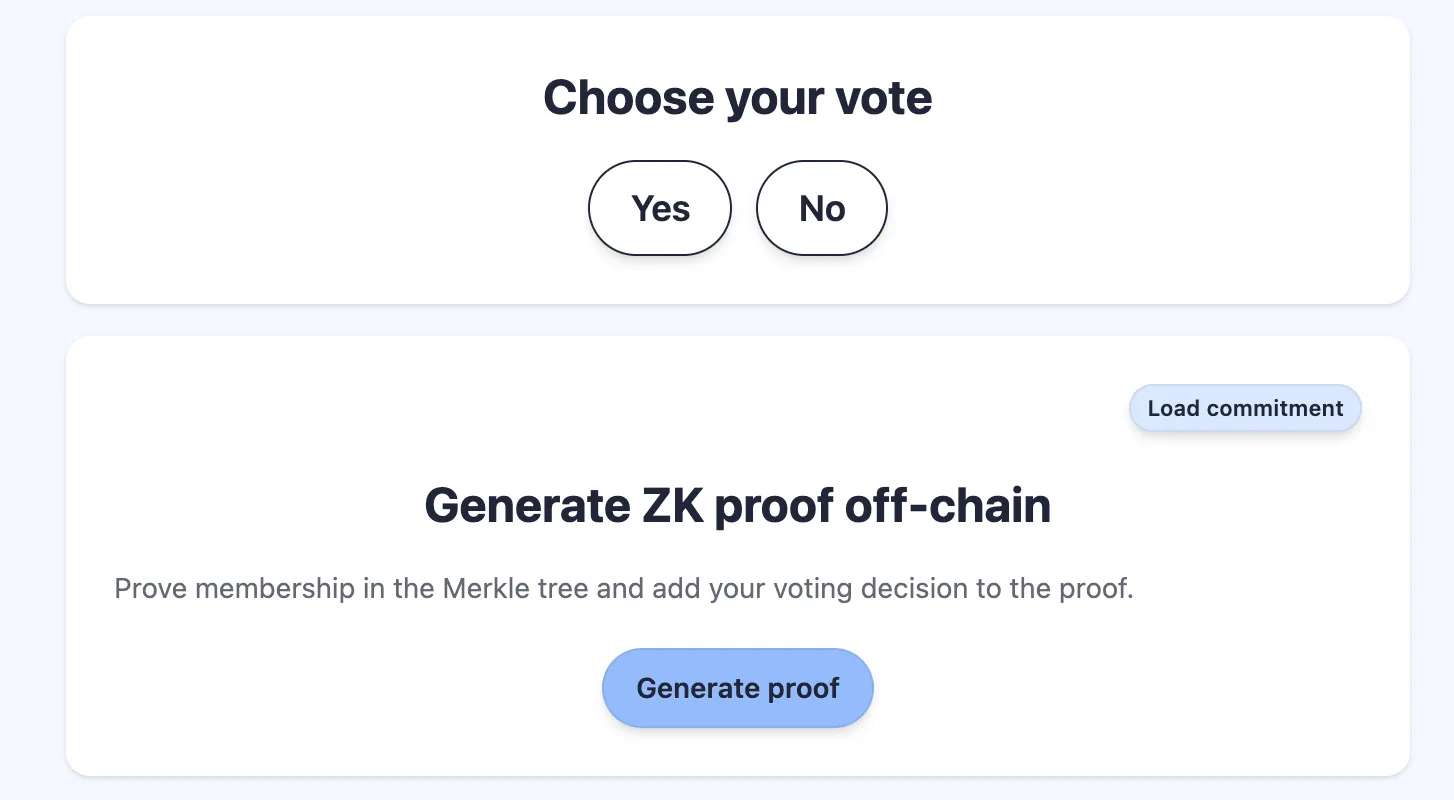 Choose your vote
Yes No
Load commitment
Generate ZK proof off-chain
Prove membership in the Merkle tree and add your voting decision to the proof.
Generate proof